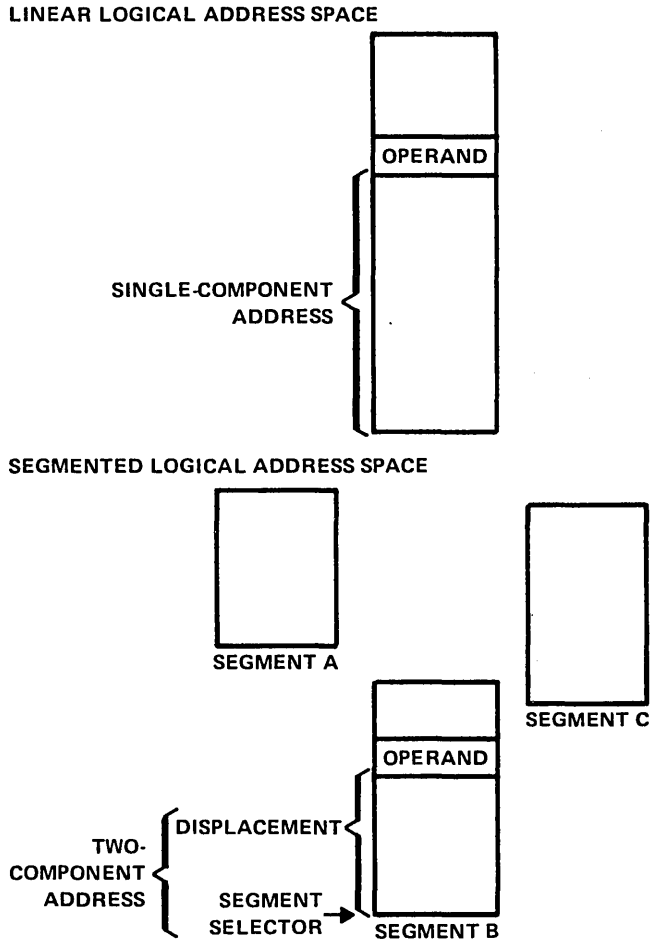 LINEAR LOGICAL ADDRESS SPACE
OPERAND
SINGLE-COMPONENT
ADDRESS
SEGMENTED LOGICAL ADDRESS SPACE
SEGMENT A
SEGMENT C
OPERAND
DISPLACEMENT
TWO-
COMPONENT
ADDRESS
SEGMENT
SELECTOR
SEGMENT B